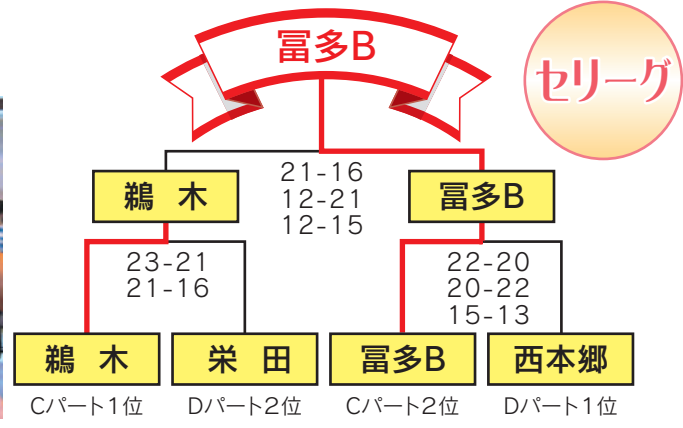 冨多B
セリーグ
鵜 木
21-16
12-21
12-15
冨多B
23-21
21-16
22-20
20-22
15-13
鵜 木
栄 田
冨多B
西本郷
Cパート1位
Dパート2位
Cパート2位
Dパート1位